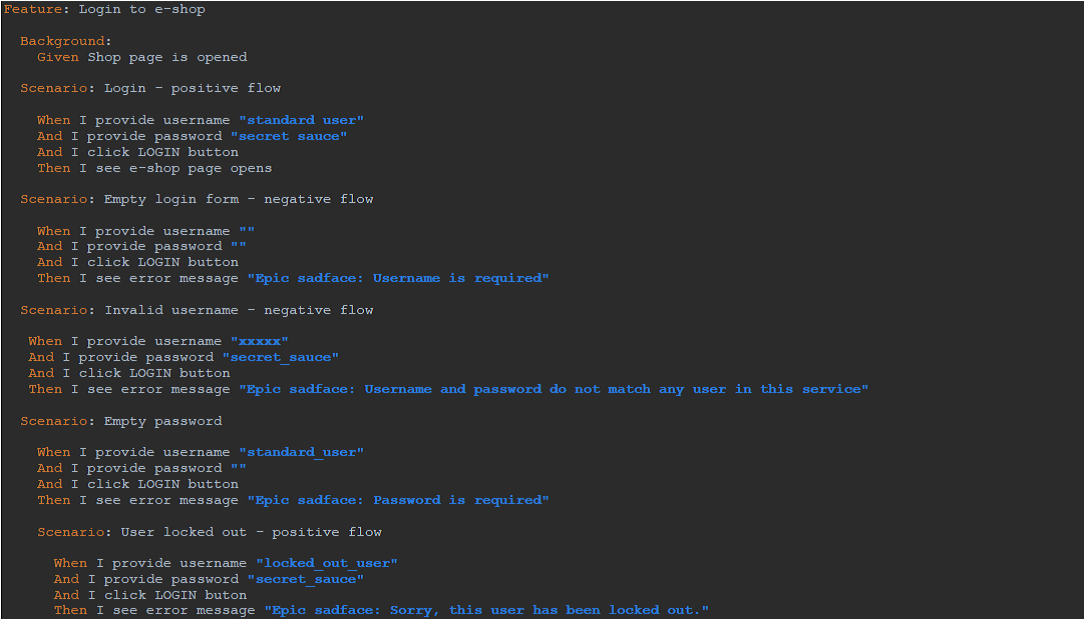 Feature: Login to e-shop
Background:
Given Shop page is opened
Scenario: Login - positive flow
When I provide username "standard user"
And I provide password "secret sauce"
And I click LOGIN button
Then I see e-shop page opens
Scenario: Empty login form - negative flow
When I provide username ""
And I provide password ""
And I click LOGIN button
Then I see error message "Epic sadface: Username is required"
Scenario: Invalid username - negative flow
When I provide username "xxxxx"
And I provide password "secret_sauce"
And I click LOGIN button
Then I see error message "Epic sadface: Username and password do not match any user in this service"
Scenario: Empty password
When I provide username "standard_user"
And I provide password ""
And I click LOGIN button
Then I see error message "Epic sadface: Password is required"
Scenario: User locked out - positive flow
When I provide username "locked_out_user"
And I provide password "secret_sauce"
And I click LOGIN buton
Then I see error message "Epic sadface: Sorry, this user has been locked out."